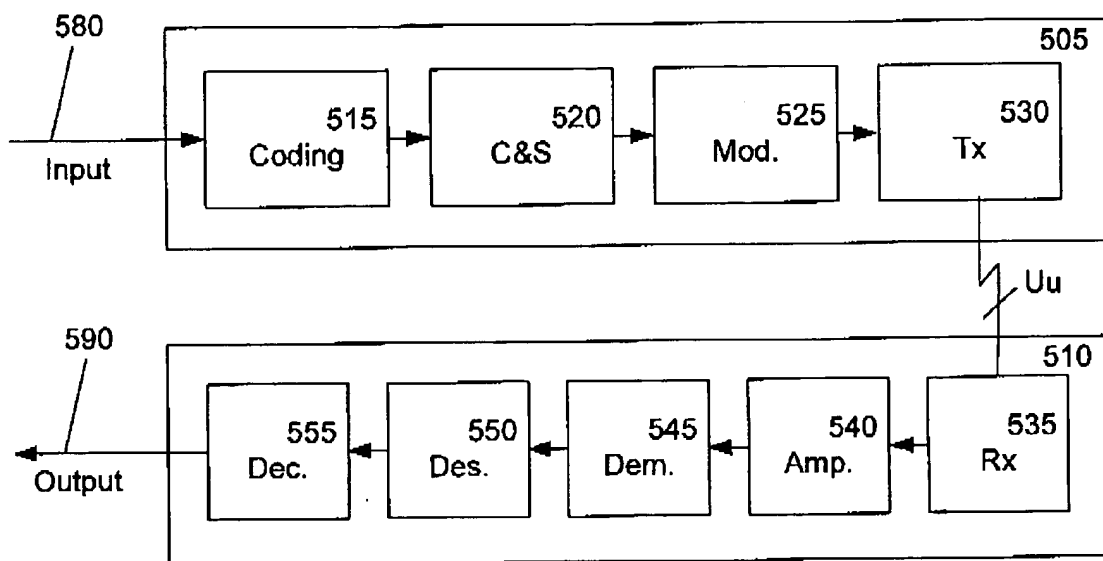 580
505
515
Coding
520
C&S
525
Mod.
530
Tx
Input
Uu
590
510
555
Dec.
550
Des.
545
Dem.
540
Amp.
535
Rx
Output